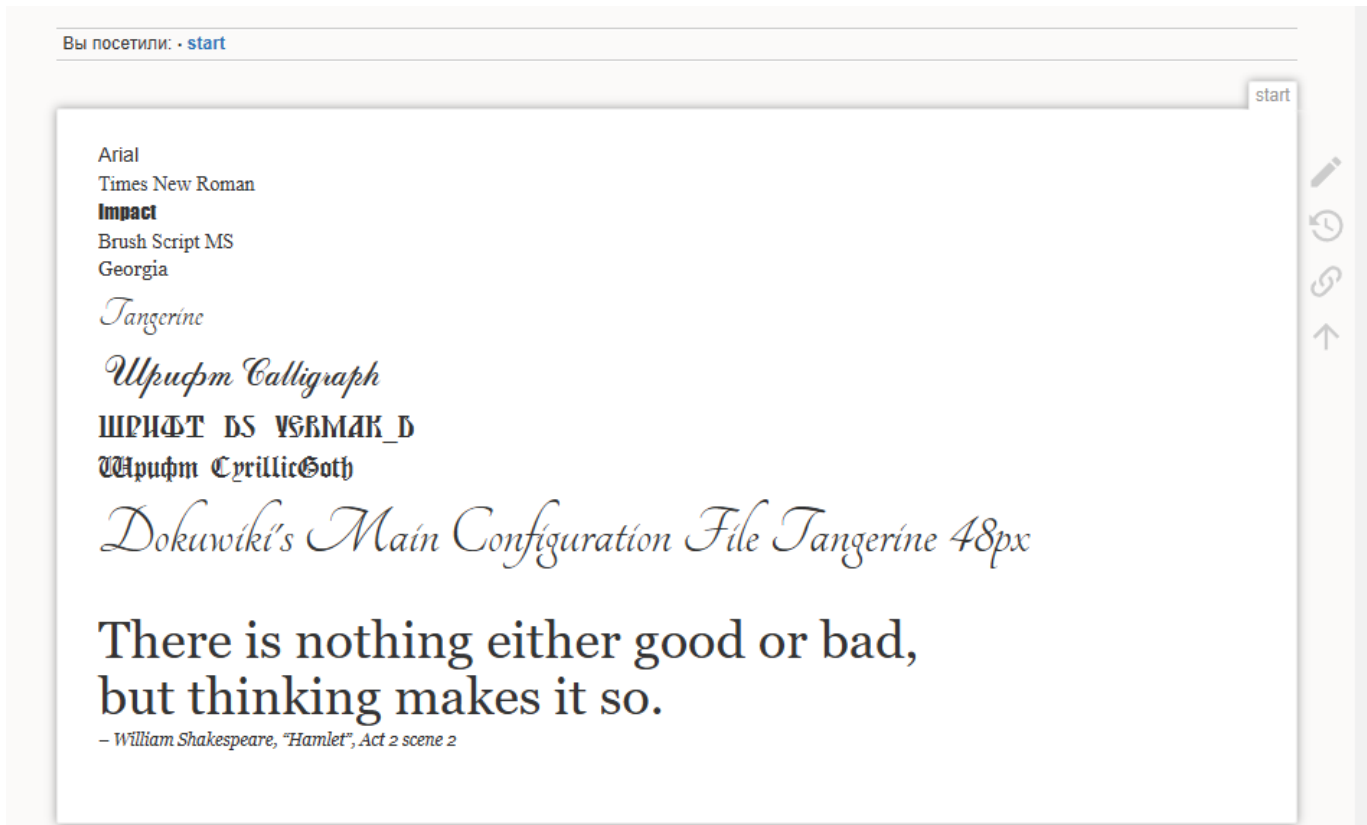 Вы посетили: • start
start
Arial
Times New Roman
Impact
Brush Script MS
Georgia
Tangerine
Шрифт Calligraph
ШРИФТ DS YERMAK_D
Шрифт CyrillicGoth
Dokuwiki's Main Configuration File Tangerine 48px
There is nothing either good or bad,
but thinking makes it so.
– William Shakespeare, “Hamlet”, Act 2 scene 2